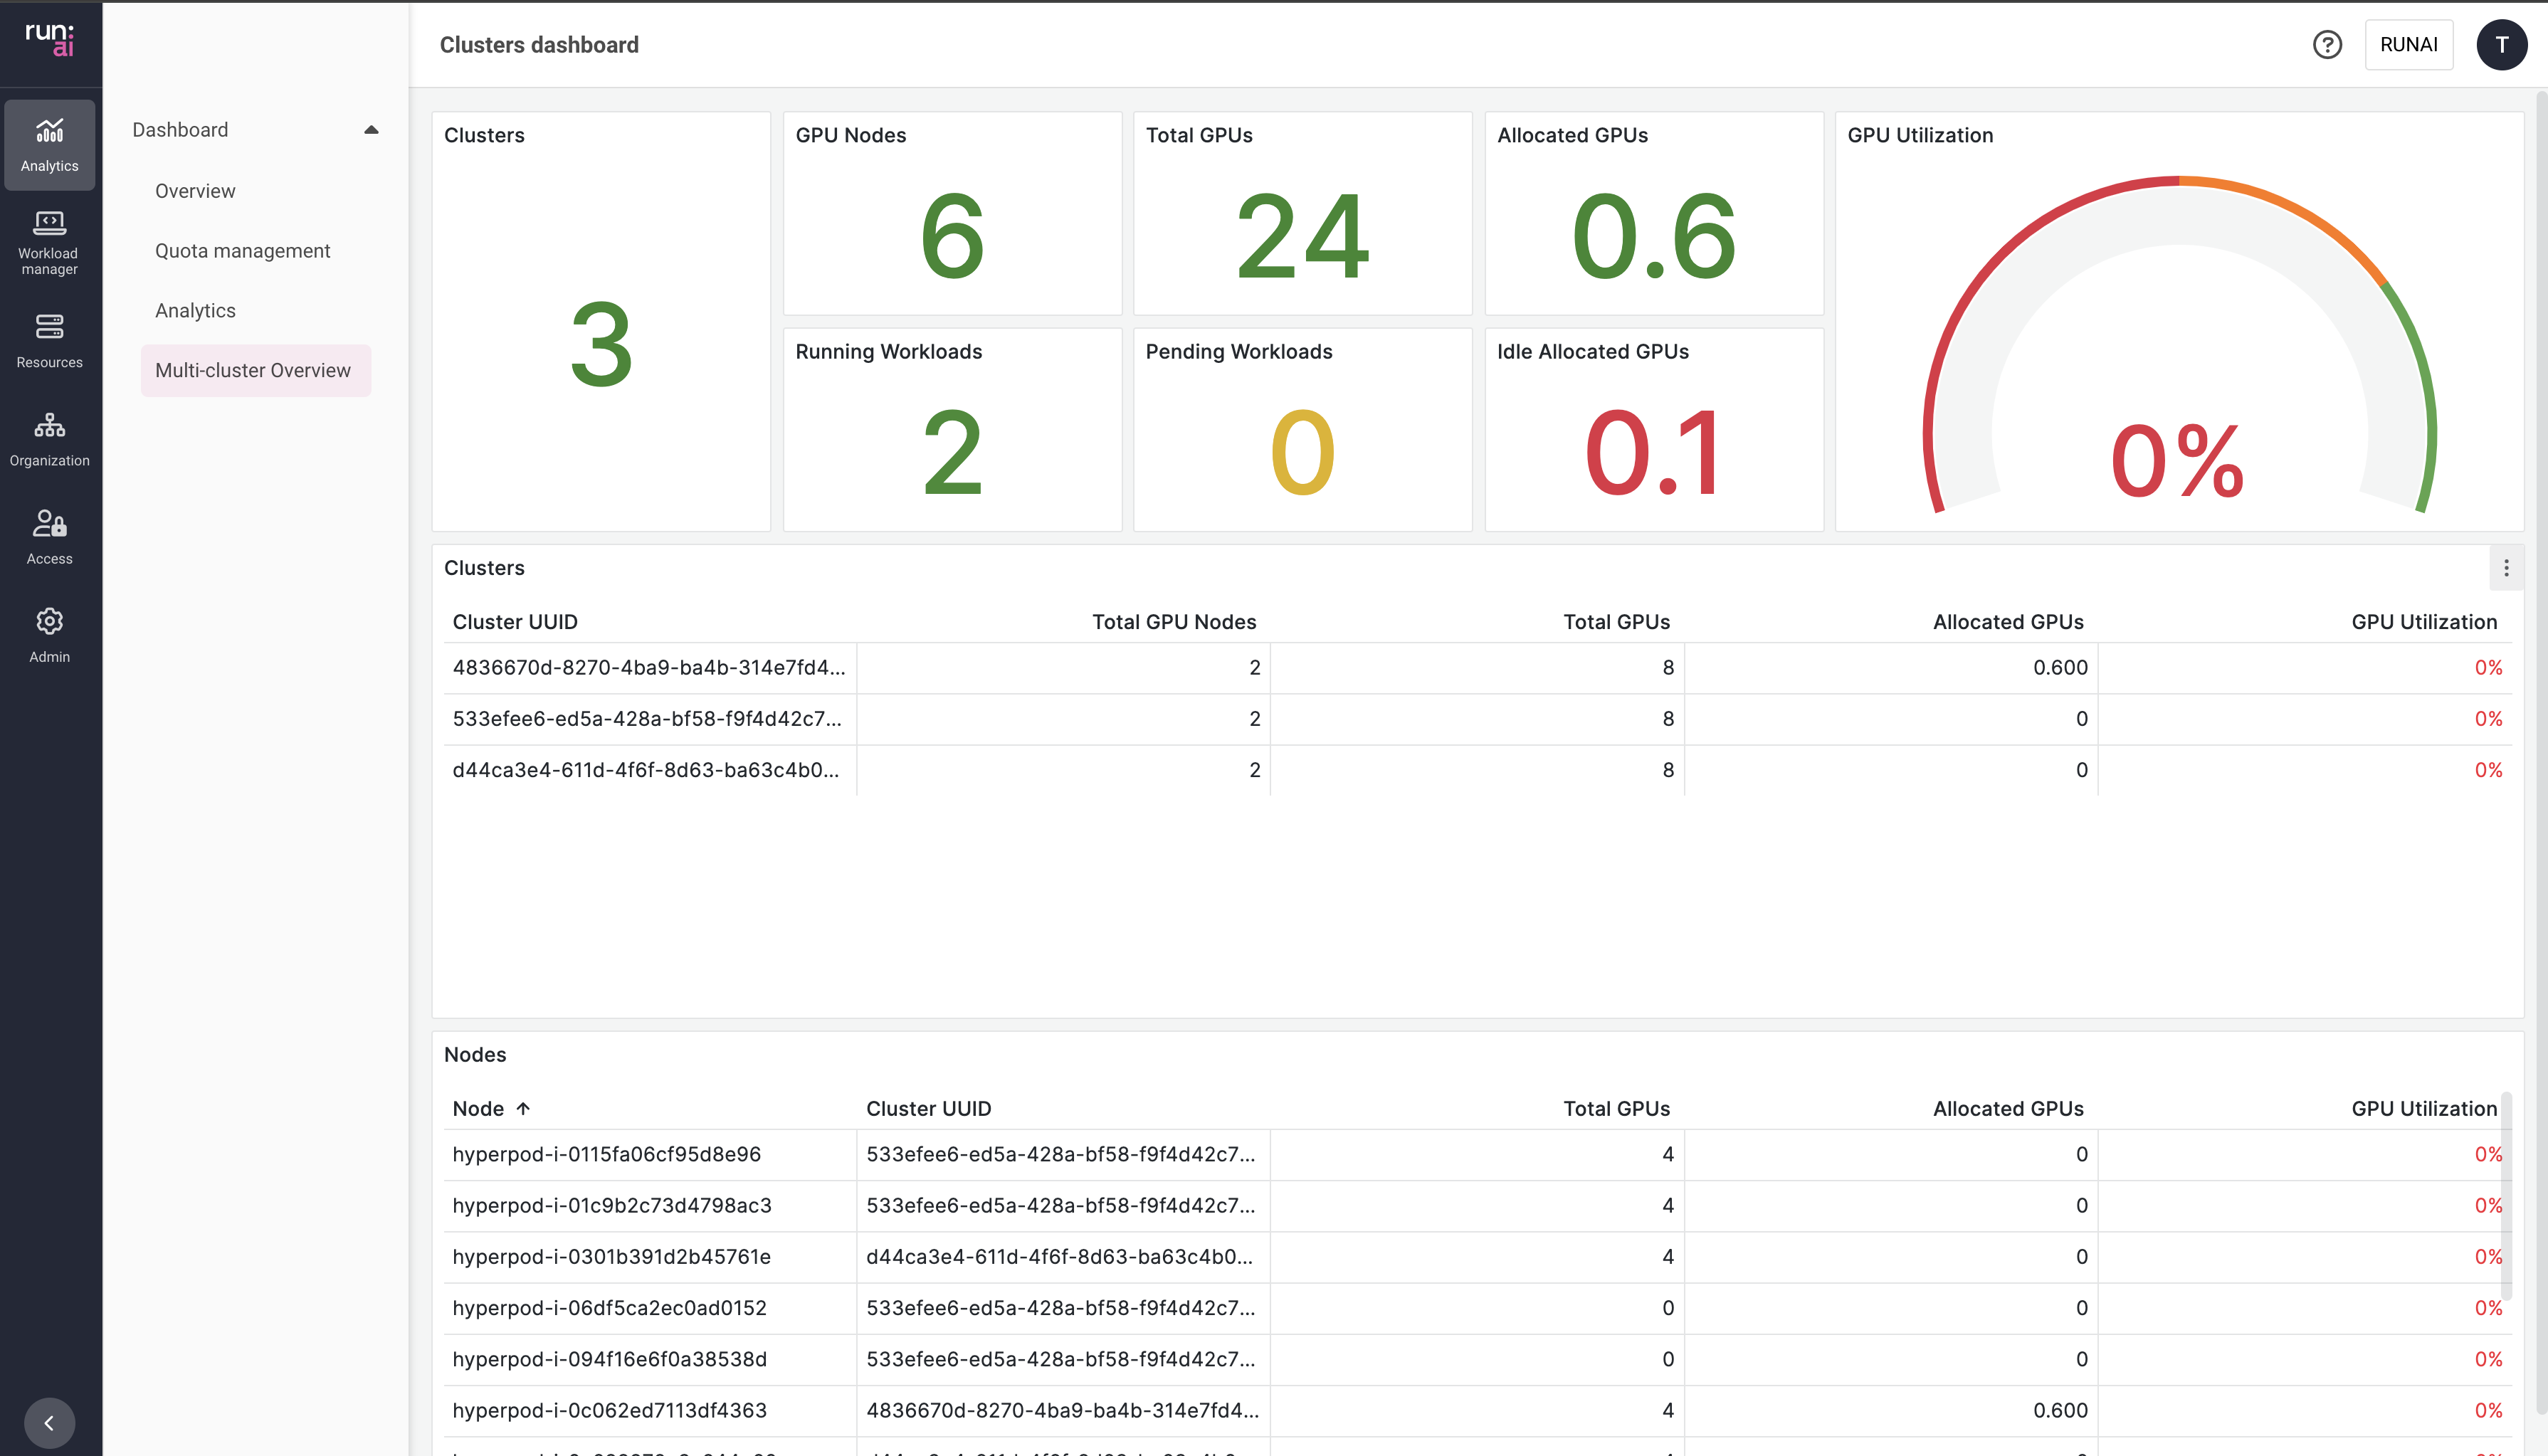 run:
ai
Clusters dashboard
RUNAI
T
Analytics
Workload
manager
Resources
Organization
Access
Admin
Dashboard
Overview
Quota management
Analytics
Multi-cluster Overview
Clusters
3
GPU Nodes
6
Total GPUs
24
Allocated GPUs
0.6
Running Workloads
2
Pending Workloads
0
Idle Allocated GPUs
0.1
GPU Utilization
0%
Clusters
Cluster UUID Total GPU Nodes Total GPUs Allocated GPUs GPU Utilization
4836670d-8270-4ba9-ba4b-314e7fd4... 2 8 0.600 0%
533efee6-ed5a-428a-bf58-f9f4d42c7... 2 8 0 0%
d44ca3e4-611d-4f6f-8d63-ba63c4b0... 2 8 0 0%
Nodes
Node ↑ Cluster UUID Total GPUs Allocated GPUs GPU Utilization
hyperpod-i-0115fa06cf95d8e96 533efee6-ed5a-428a-bf58-f9f4d42c7... 4 0 0%
hyperpod-i-01c9b2c73d4798ac3 533efee6-ed5a-428a-bf58-f9f4d42c7... 4 0 0%
hyperpod-i-0301b391d2b45761e d44ca3e4-611d-4f6f-8d63-ba63c4b0... 4 0 0%
hyperpod-i-06df5ca2ec0ad0152 533efee6-ed5a-428a-bf58-f9f4d42c7... 0 0 0%
hyperpod-i-094f16e6f0a38538d 533efee6-ed5a-428a-bf58-f9f4d42c7... 0 0 0%
hyperpod-i-0c062ed7113df4363 4836670d-8270-4ba9-ba4b-314e7fd4... 4 0.600 0%